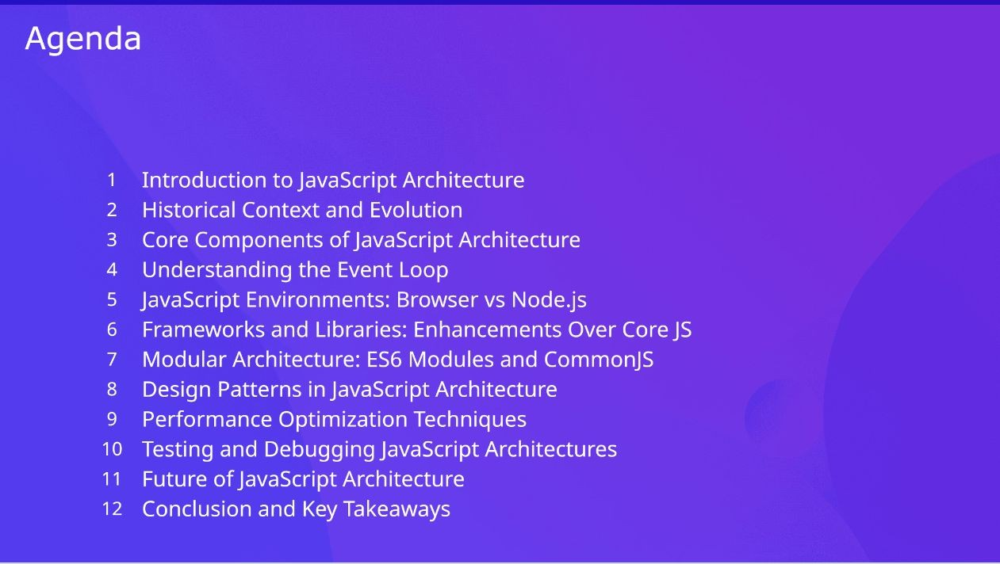 Agenda
1 Introduction to JavaScript Architecture
2 Historical Context and Evolution
3 Core Components of JavaScript Architecture
4 Understanding the Event Loop
5 JavaScript Environments: Browser vs Node.js
6 Frameworks and Libraries: Enhancements Over Core JS
7 Modular Architecture: ES6 Modules and CommonJS
8 Design Patterns in JavaScript Architecture
9 Performance Optimization Techniques
10 Testing and Debugging JavaScript Architectures
11 Future of JavaScript Architecture
12 Conclusion and Key Takeaways